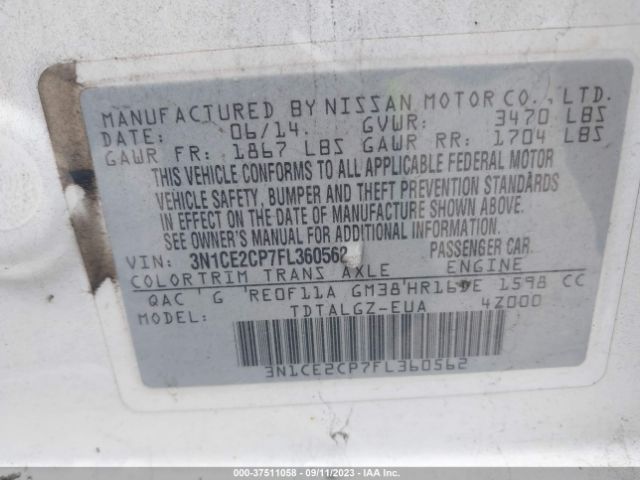 MANUFACTURED BY NISSAN MOTOR CO., LTD.
DATE: 06/14 GVWR: 3470 LBS
GAWR FR: 1867 LBS GAWR RR: 1704 LBS
THIS VEHICLE CONFORMS TO ALL APPLICABLE FEDERAL MOTOR
VEHICLE SAFETY, BUMPER AND THEFT PREVENTION STANDARDS
IN EFFECT ON THE DATE OF MANUFACTURE SHOWN ABOVE.
SEE OWNER'S MANUAL FOR ADDITIONAL INFORMATION.
VIN: 3N1CE2CP7FL360562 PASSENGER CAR
COLOR TRIM TRANS AXLE ENGINE
QAC G RE0F11A GM38 HR16DE 1598 CC
TDTALGZ-EUA 4Z000
3N1CE2CP7FL360562
000-37511058 - 09/11/2023 - IAA Inc.